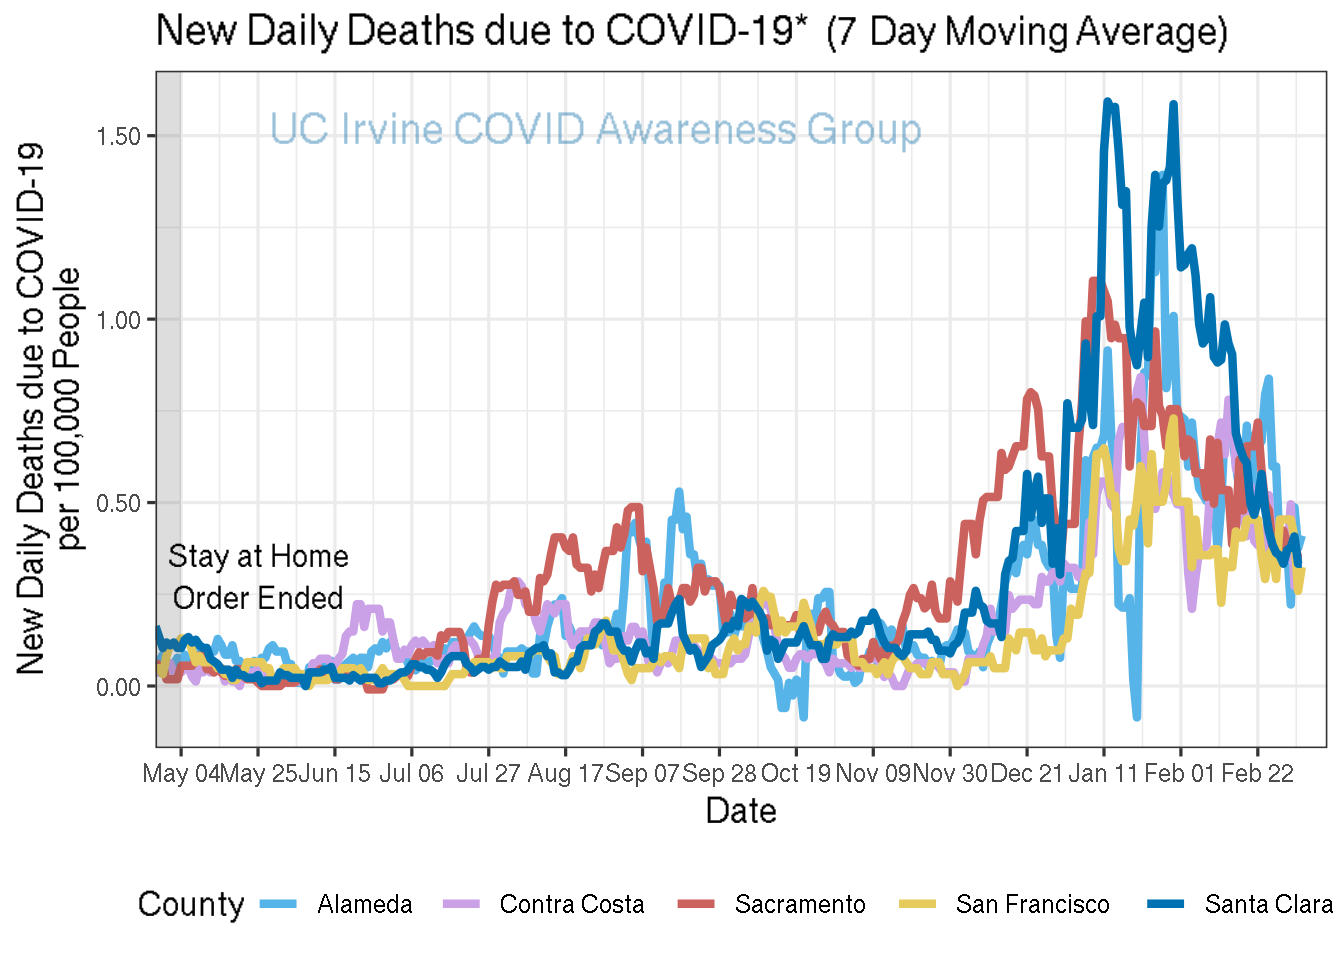 New Daily Deaths due to COVID-19* (7 Day Moving Average)
UC Irvine COVID Awareness Group
New Daily Deaths due to COVID-19
per 100,000 People
1.50
1.00
0.50
0.00
Stay at Home
Order Ended
May 04 May 25 Jun 15 Jul 06 Jul 27 Aug 17 Sep 07 Sep 28 Oct 19 Nov 09 Nov 30 Dec 21 Jan 11 Feb 01 Feb 22
Date
County Alameda Contra Costa Sacramento San Francisco Santa Clara